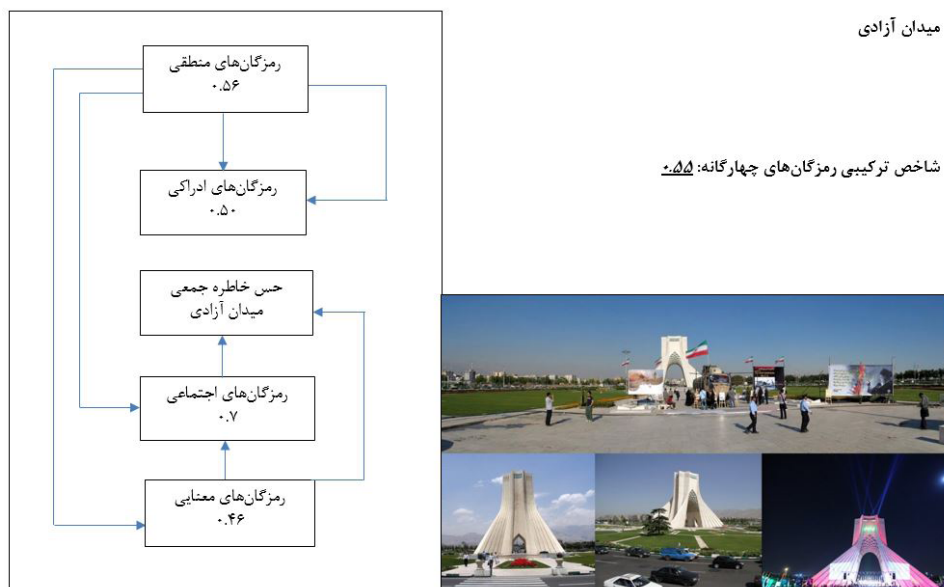 میدان آزادی
شاخص ترکیبی رمزگان‌های چهارگانه: ۰.۵۵
رمزگان‌های منطقی
۰.۵۶
رمزگان‌های ادراکی
۰.۵۰
حس خاطره جمعی
میدان آزادی
رمزگان‌های اجتماعی
۰.۷
رمزگان‌های معنایی
۰.۴۶